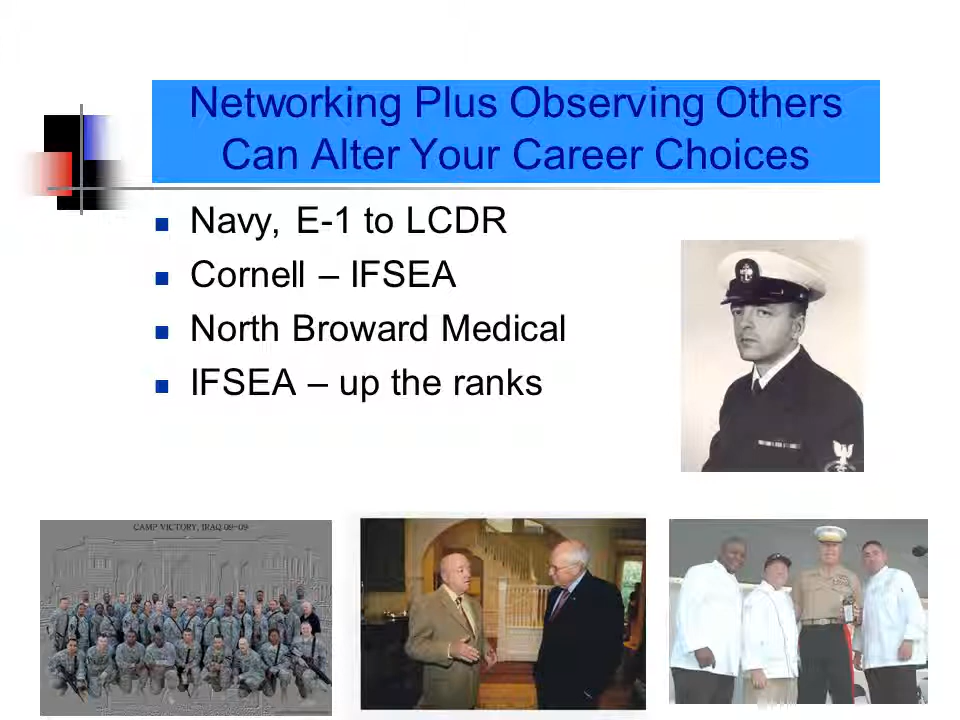 Networking Plus Observing Others
Can Alter Your Career Choices
Navy, E-1 to LCDR
Cornell – IFSEA
North Broward Medical
IFSEA – up the ranks
CAMP VICTORY, IRAQ 09-09